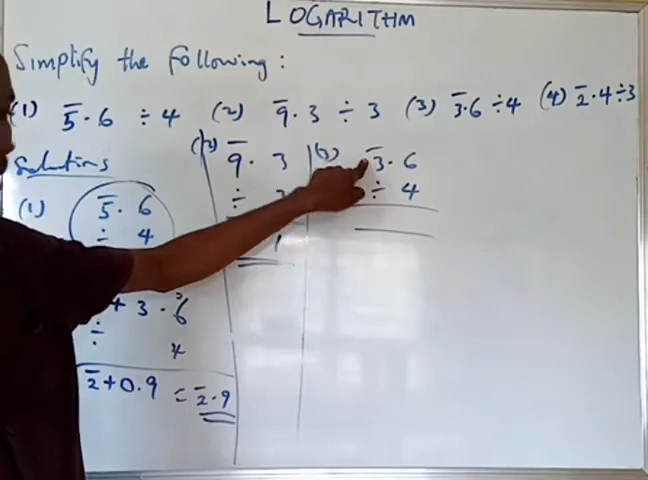 LOGARITHM
Simplify the following:
(1) 5̄.6 ÷ 4 (2) 9̄.3 ÷ 3 (3) 3̄.6 ÷ 4 (4) 2̄.4 ÷ 3
Solutions
(1) 5̄.6
÷ 4
+ 3.6
÷
4
2̄ + 0.9 = 2̄.9
9̄.3
÷
1
(3) 3̄.6
÷ 4